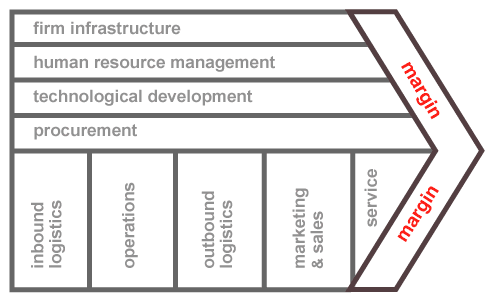 firm infrastructure
human resource management
technological development
procurement
inbound
logistics
operations
outbound
logistics
marketing
& sales
service
margin
margin